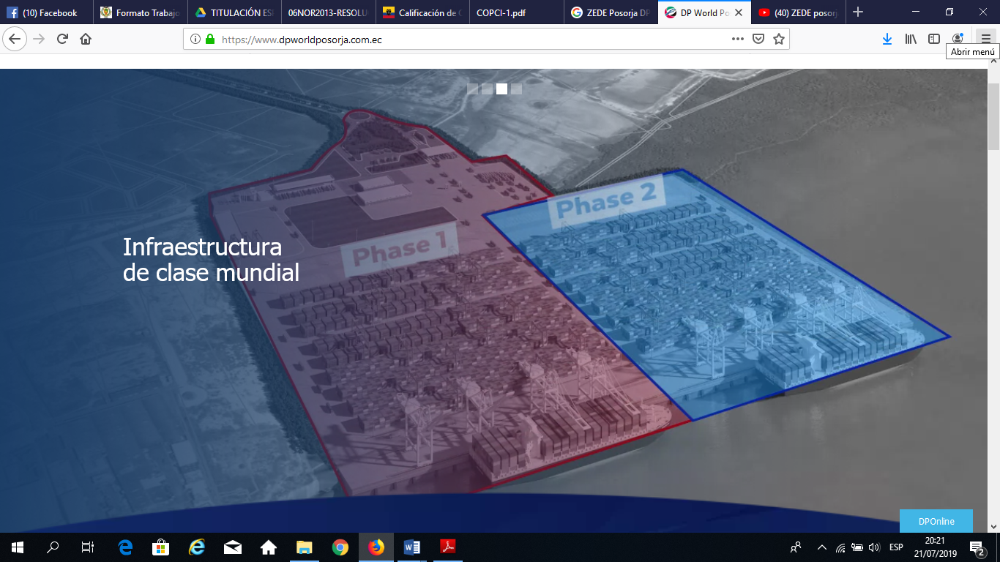 (10) Facebook
Formato Trabajo
TITULACIÓN ES
06NOR2013-RESOLU
Calificación de
COPCI-1.pdf
ZEDE Posorja DP
DP World Po
(40) ZEDE posorj
https://www.dpworldposorja.com.ec
Abrir menú
Phase 2
Phase 1
Infraestructura
de clase mundial
DPOnline
ESP
20:21
21/07/2019
2